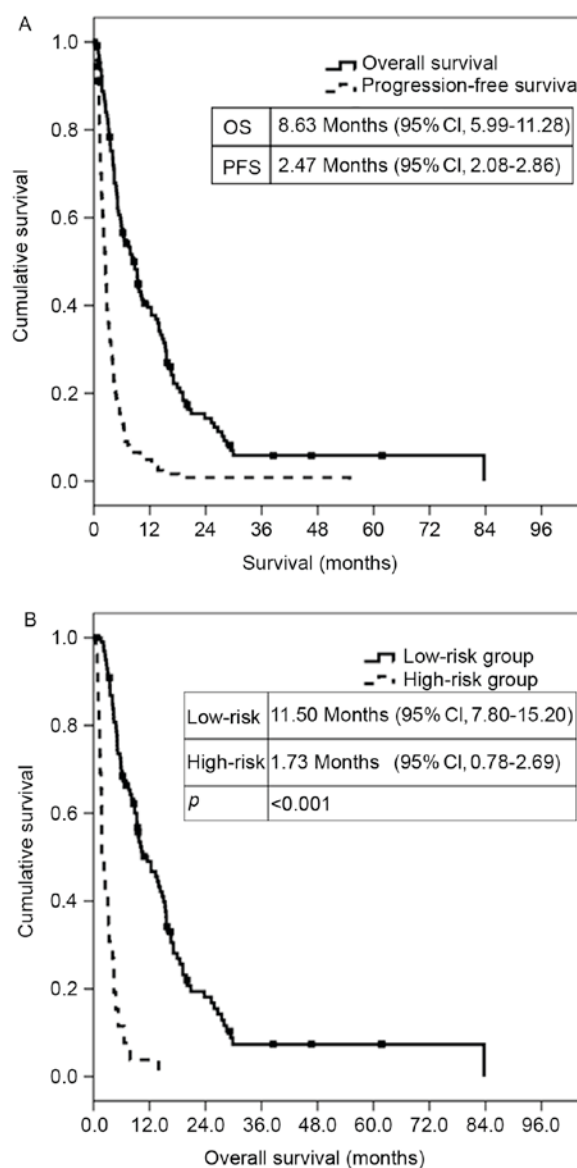 A
1.0
0.8
0.6
0.4
0.2
0.0
Cumulative survival
Overall survival
Progression-free survival
OS 8.63 Months (95% CI, 5.99-11.28)
PFS 2.47 Months (95% CI, 2.08-2.86)
0 12 24 36 48 60 72 84 96
Survival (months)
B
1.0
0.8
0.6
0.4
0.2
0.0
Cumulative survival
Low-risk group
High-risk group
Low-risk 11.50 Months (95% CI, 7.80-15.20)
High-risk 1.73 Months (95% CI, 0.78-2.69)
p <0.001
0.0 12.0 24.0 36.0 48.0 60.0 72.0 84.0 96.0
Overall survival (months)